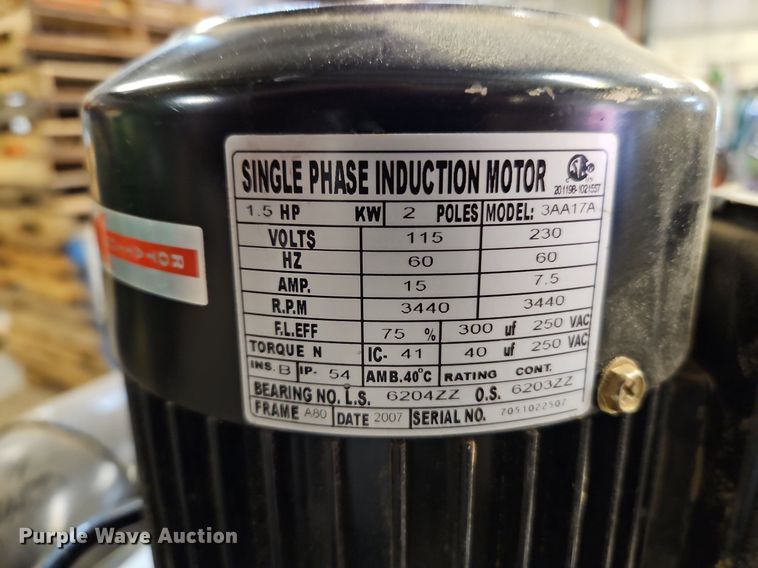 SINGLE PHASE INDUCTION MOTOR
201198-1021557
1.5 HP KW 2 POLES MODEL: 3AA17A
VOLTS 115 230
HZ 60 60
AMP. 15 7.5
R.P.M 3440 3440
F.L.EFF 75 % 300 uf 250 VAC
TORQUE N IC- 41 40 uf 250 VAC
INS. B IP- 54 AMB.40°C RATING CONT.
BEARING NO. L.S. 6204ZZ O.S. 6203ZZ
FRAME A80 DATE 2007 SERIAL NO. 7051022507
ROTAT
Purple Wave Auction